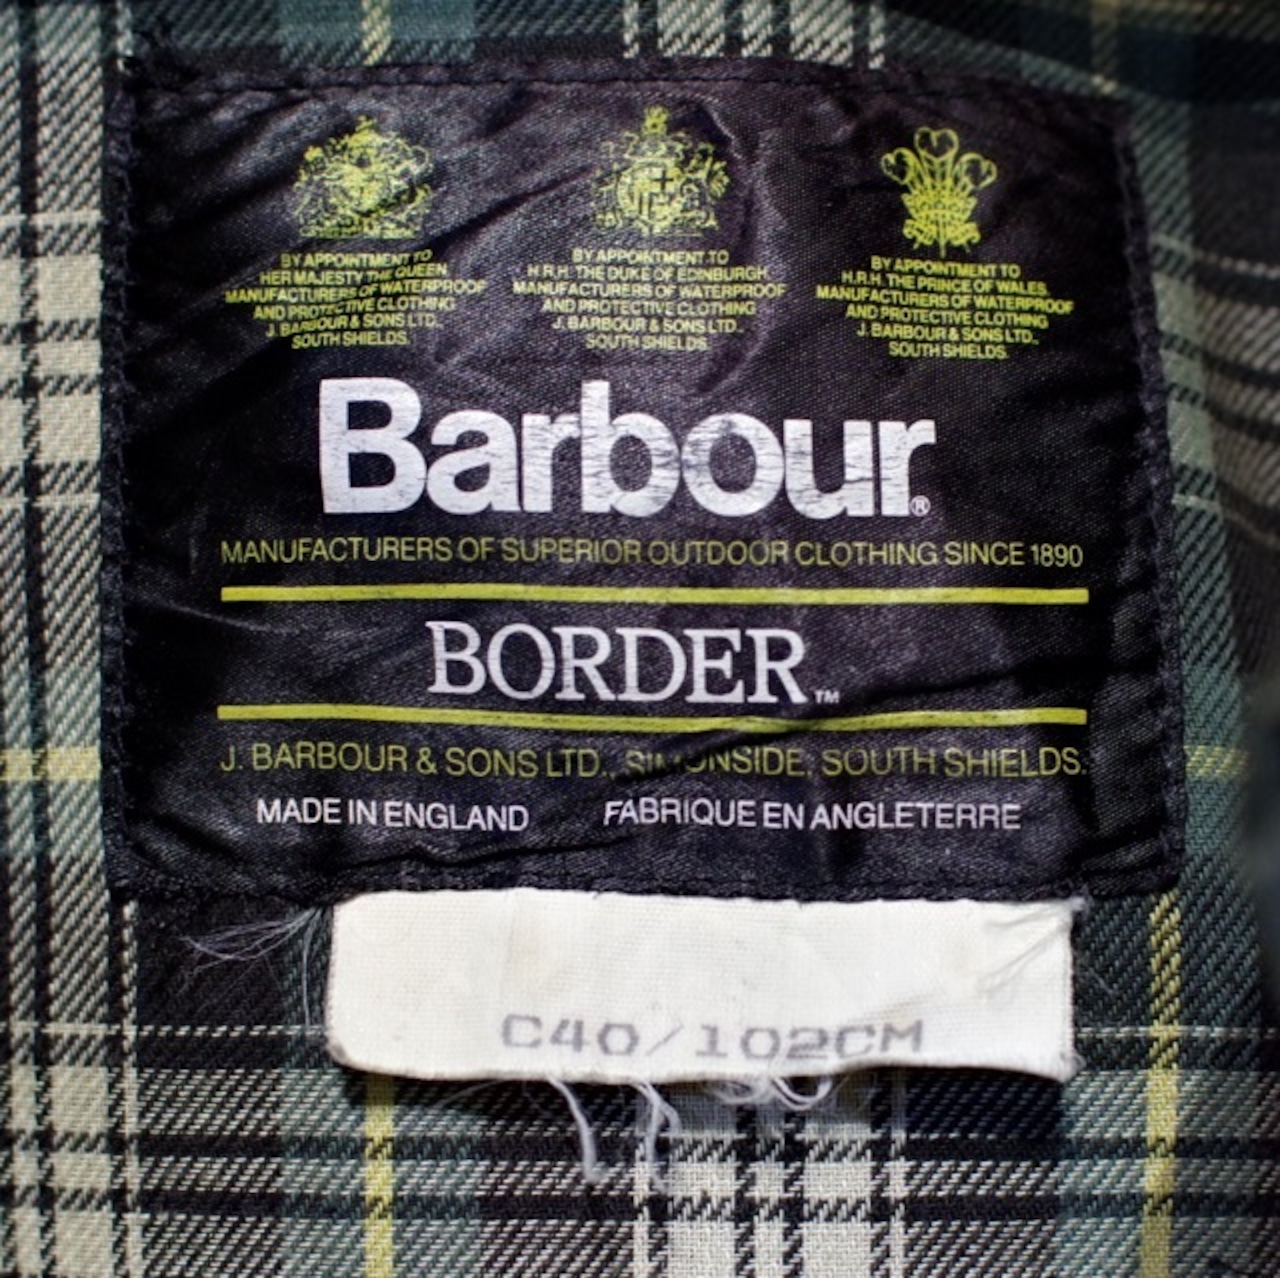 BY APPOINTMENT TO
HER MAJESTY THE QUEEN
MANUFACTURERS OF WATERPROOF
AND PROTECTIVE CLOTHING
J. BARBOUR & SONS LTD.,
SOUTH SHIELDS.
BY APPOINTMENT TO
H.R.H. THE DUKE OF EDINBURGH
MANUFACTURERS OF WATERPROOF
AND PROTECTIVE CLOTHING
J. BARBOUR & SONS LTD.
SOUTH SHIELDS.
BY APPOINTMENT TO
H.R.H. THE PRINCE OF WALES
MANUFACTURERS OF WATERPROOF
AND PROTECTIVE CLOTHING
J. BARBOUR & SONS LTD.,
SOUTH SHIELDS.
Barbour®
MANUFACTURERS OF SUPERIOR OUTDOOR CLOTHING SINCE 1890
BORDER™
J. BARBOUR & SONS LTD., SIMONSIDE, SOUTH SHIELDS.
MADE IN ENGLAND FABRIQUE EN ANGLETERRE
C40/102CM